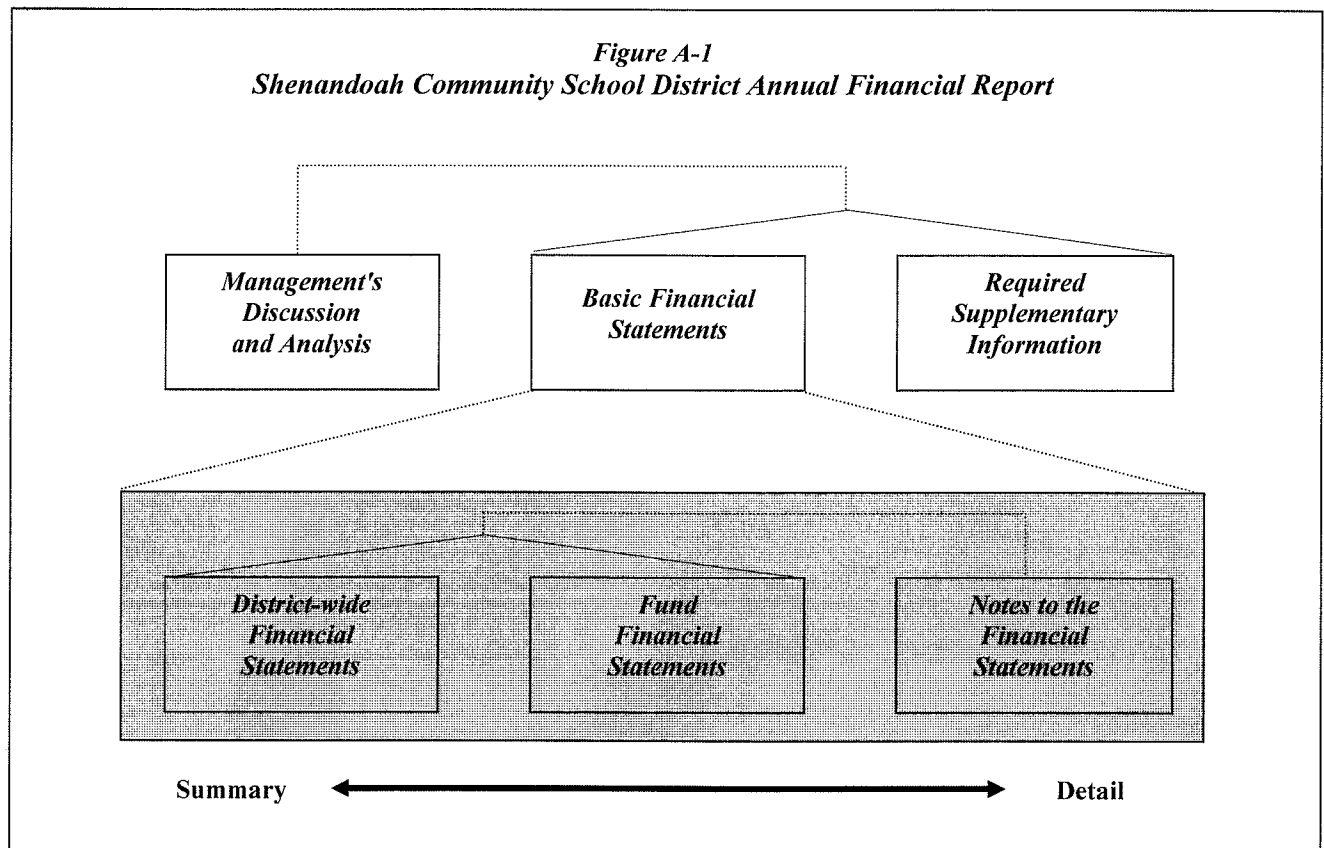 Figure A-1
Shenandoah Community School District Annual Financial Report
Management's
Discussion
and Analysis
Basic Financial
Statements
Required
Supplementary
Information
District-wide
Financial
Statements
Fund
Financial
Statements
Notes to the
Financial
Statements
Summary
Detail